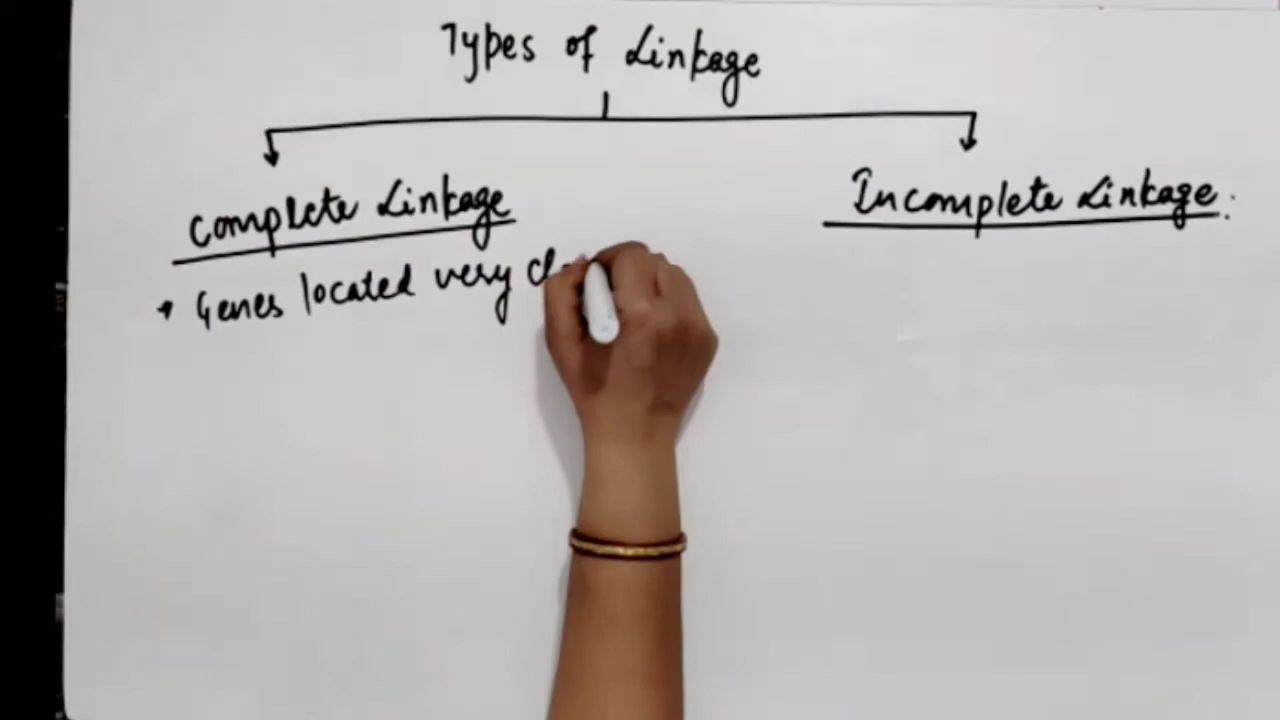 Types of Linkage
Complete Linkage
Incomplete Linkage.
• Genes located very